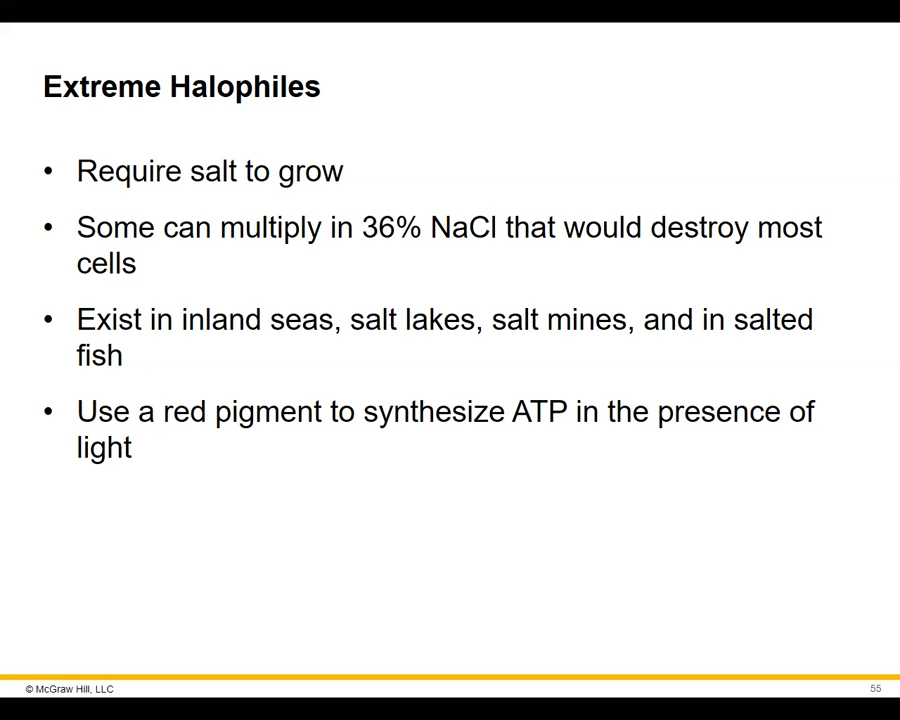 Extreme Halophiles
• Require salt to grow
• Some can multiply in 36% NaCl that would destroy most
cells
• Exist in inland seas, salt lakes, salt mines, and in salted
fish
• Use a red pigment to synthesize ATP in the presence of
light
© McGraw Hill, LLC
55